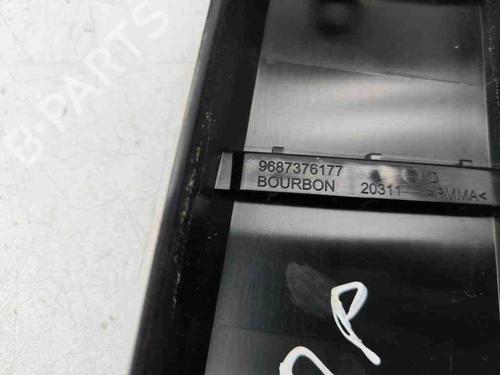 B-PARTS
9687376177
BOURBON 20311 D
>PMMA<
P